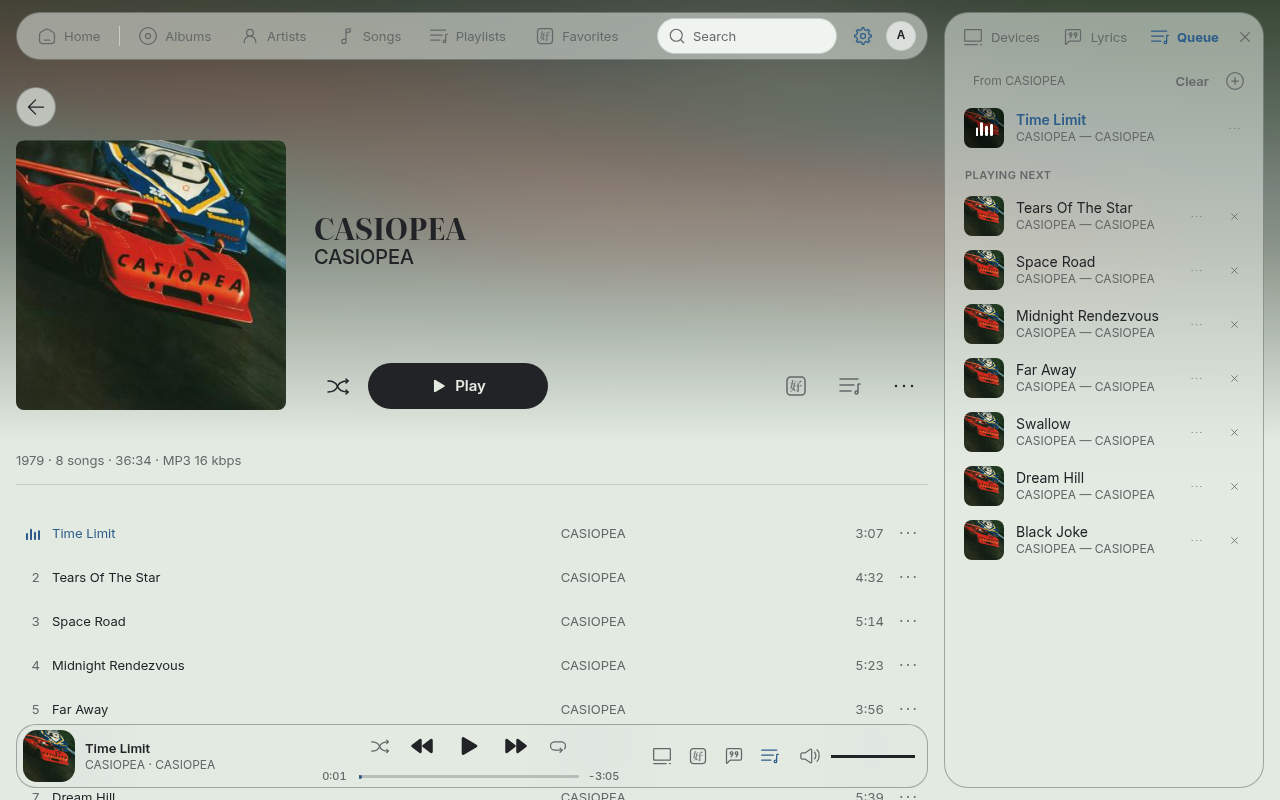 Home
Albums
Artists
Songs
Playlists
好
Favorites
Search
A
CASIOPEA
CASIOPEA
CASIOPEA
Play
好
1979 · 8 songs · 36:34 · MP3 16 kbps
Time Limit CASIOPEA 3:07
2 Tears Of The Star CASIOPEA 4:32
3 Space Road CASIOPEA 5:14
4 Midnight Rendezvous CASIOPEA 5:23
5 Far Away CASIOPEA 3:56
7 Dream Hill CASIOPEA 5:39
Time Limit
CASIOPEA · CASIOPEA
0:01
-3:05
好
Devices
Lyrics
Queue
From CASIOPEA
Clear
Time Limit
CASIOPEA — CASIOPEA
PLAYING NEXT
Tears Of The Star
CASIOPEA — CASIOPEA
Space Road
CASIOPEA — CASIOPEA
Midnight Rendezvous
CASIOPEA — CASIOPEA
Far Away
CASIOPEA — CASIOPEA
Swallow
CASIOPEA — CASIOPEA
Dream Hill
CASIOPEA — CASIOPEA
Black Joke
CASIOPEA — CASIOPEA